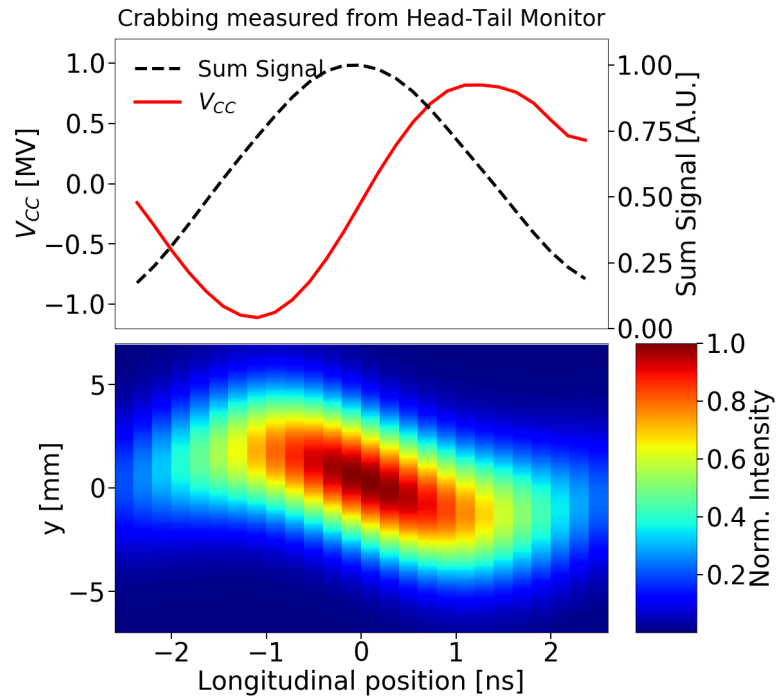 Crabbing measured from Head-Tail Monitor
Sum Signal
V_CC
1.0
0.5
0.0
−0.5
−1.0
V_CC [MV]
1.00
0.75
0.50
0.25
0.00
Sum Signal [A.U.]
5
0
−5
y [mm]
−2
−1
0
1
2
Longitudinal position [ns]
1.0
0.8
0.6
0.4
0.2
Norm. Intensity